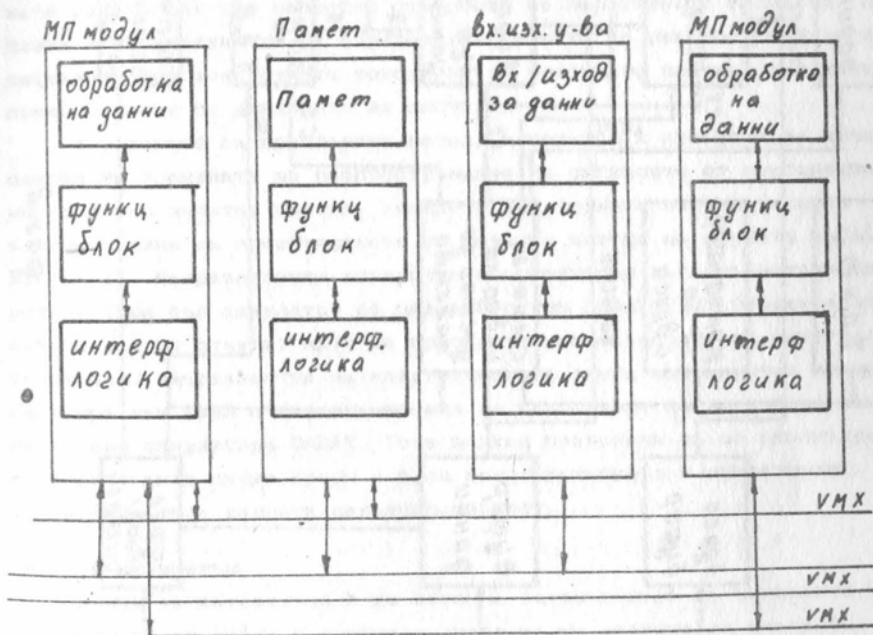 МП модул
Памет
Вх.изх.у-ва
МП модул
обработка
на данни
Памет
Вх/изход
за данни
обработка
на
данни
функц
блок
функц
блок
функц
блок
функц
блок
интерф.
логика
интерф.
логика
интерф.
логика
интерф.
логика
VMX
VMX
VMX